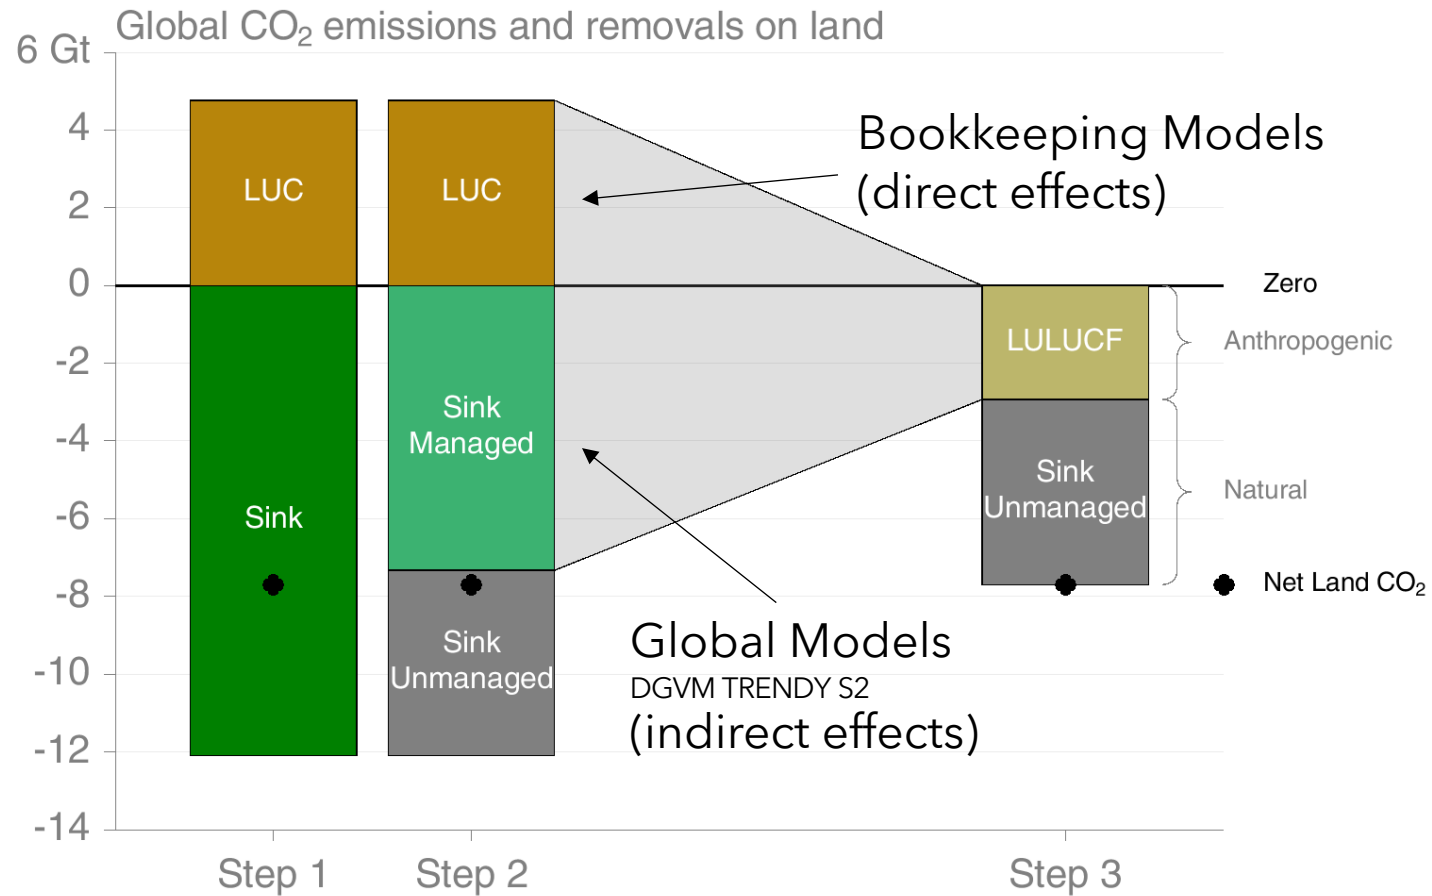 Global CO₂ emissions and removals on land
6 Gt
4
2
0
-2
-4
-6
-8
-10
-12
-14
LUC
Sink
LUC
Sink
Managed
Sink
Unmanaged
Bookkeeping Models
(direct effects)
Global Models
DGVM TRENDY S2
(indirect effects)
LULUCF
Sink
Unmanaged
Zero
Anthropogenic
Natural
Net Land CO₂
Step 1
Step 2
Step 3